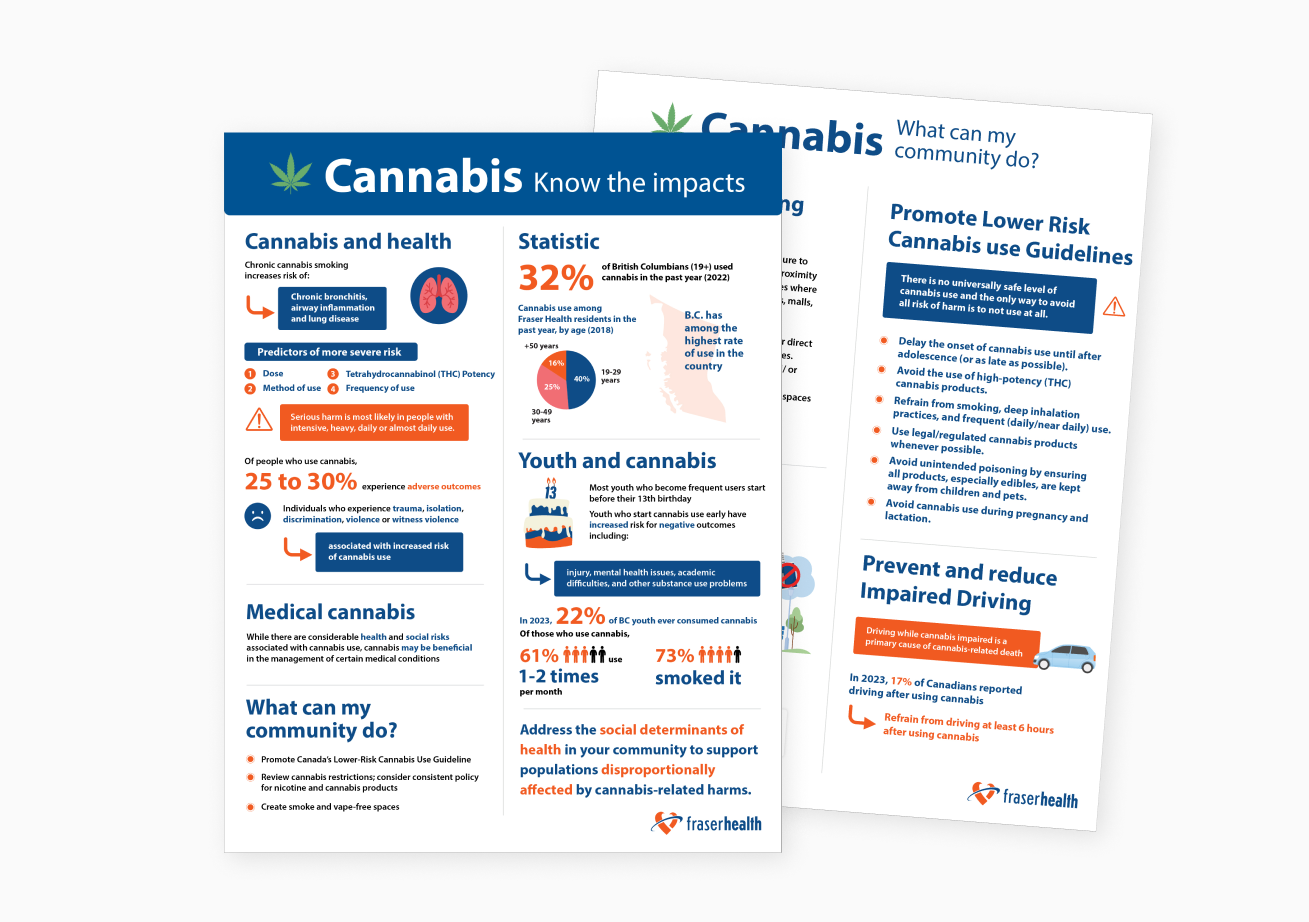 Cannabis Know the impacts
Cannabis and health
Chronic cannabis smoking
increases risk of:
Chronic bronchitis,
airway inflammation
and lung disease
Predictors of more severe risk
1 Dose
2 Method of use
3 Tetrahydrocannabinol (THC) Potency
4 Frequency of use
Serious harm is most likely in people with
intensive, heavy, daily or almost daily use.
Of people who use cannabis,
25 to 30% experience adverse outcomes
Individuals who experience trauma, isolation,
discrimination, violence or witness violence
associated with increased risk
of cannabis use
Medical cannabis
While there are considerable health and social risks
associated with cannabis use, cannabis may be beneficial
in the management of certain medical conditions
What can my
community do?
Promote Canada's Lower-Risk Cannabis Use Guideline
Review cannabis restrictions; consider consistent policy
for nicotine and cannabis products
Create smoke and vape-free spaces
Statistic
32% of British Columbians (19+) used
cannabis in the past year (2022)
Cannabis use among
Fraser Health residents in the
past year, by age (2018)
+50 years
16%
40%
25%
19-29
years
30-49
years
B.C. has
among the
highest rate
of use in the
country
Youth and cannabis
13
Most youth who become frequent users start
before their 13th birthday
Youth who start cannabis use early have
increased risk for negative outcomes
including:
injury, mental health issues, academic
difficulties, and other substance use problems
In 2023, 22% of BC youth ever consumed cannabis
Of those who use cannabis,
61% use
1-2 times
per month
73%
smoked it
Address the social determinants of
health in your community to support
populations disproportionally
affected by cannabis-related harms.
fraserhealth
Cannabis What can my
community do?
ng
ure to
roximity
es where
s, malls,
r direct
es.
/ or
spaces
Promote Lower Risk
Cannabis use Guidelines
There is no universally safe level of
cannabis use and the only way to avoid
all risk of harm is to not use at all.
Delay the onset of cannabis use until after
adolescence (or as late as possible).
Avoid the use of high-potency (THC)
cannabis products.
Refrain from smoking, deep inhalation
practices, and frequent (daily/near daily) use.
Use legal/regulated cannabis products
whenever possible.
Avoid unintended poisoning by ensuring
all products, especially edibles, are kept
away from children and pets.
Avoid cannabis use during pregnancy and
lactation.
Prevent and reduce
Impaired Driving
Driving while cannabis impaired is a
primary cause of cannabis-related death
In 2023, 17% of Canadians reported
driving after using cannabis
Refrain from driving at least 6 hours
after using cannabis
fraserhealth